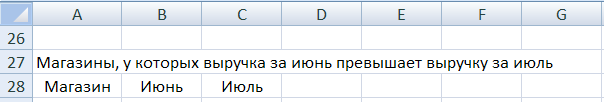 A B C D E F G
26
27 Магазины, у которых выручка за июнь превышает выручку за июль
28 Магазин Июнь Июль